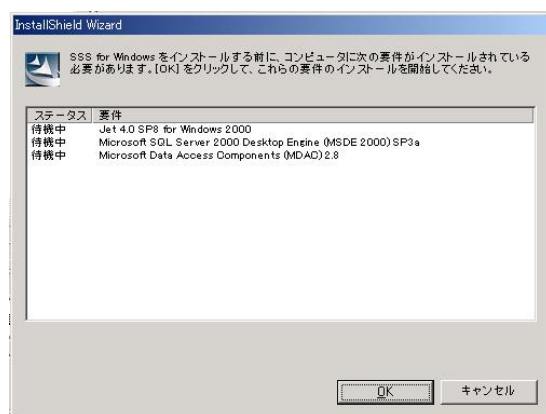 InstallShield Wizard
SSS for Windows をインストールする前に、コンピュータに次の要件がインストールされている
必要があります。[OK] をクリックして、これらの要件のインストールを開始してください。
ステータス 要件
待機中 Jet 4.0 SP8 for Windows 2000
待機中 Microsoft SQL Server 2000 Desktop Engine (MSDE 2000) SP3a
待機中 Microsoft Data Access Components (MDAC) 2.8
OK キャンセル